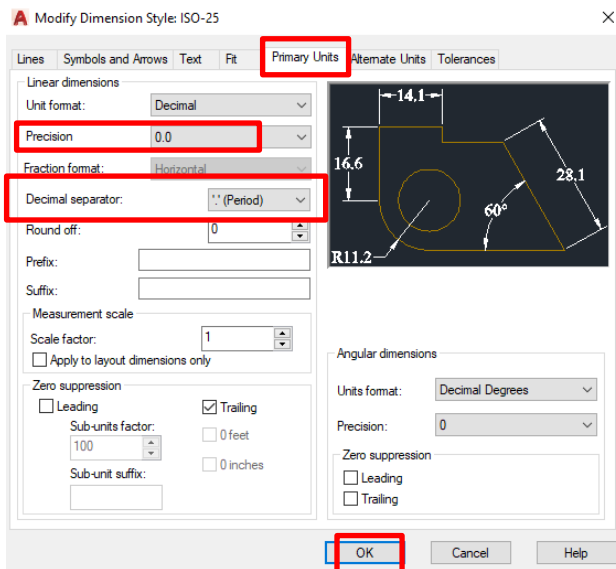 Modify Dimension Style: ISO-25
Lines Symbols and Arrows Text Fit Primary Units Alternate Units Tolerances
Linear dimensions
Unit format: Decimal
Precision 0.0
Fraction format: Horizontal
Decimal separator: '.' (Period)
Round off: 0
Prefix:
Suffix:
Measurement scale
Scale factor: 1
Apply to layout dimensions only
Zero suppression
Leading
Trailing
Sub-units factor:
100
0 feet
0 inches
Sub-unit suffix:
14.1
16.6
28.1
60°
R11.2
Angular dimensions
Units format: Decimal Degrees
Precision: 0
Zero suppression
Leading
Trailing
OK Cancel Help